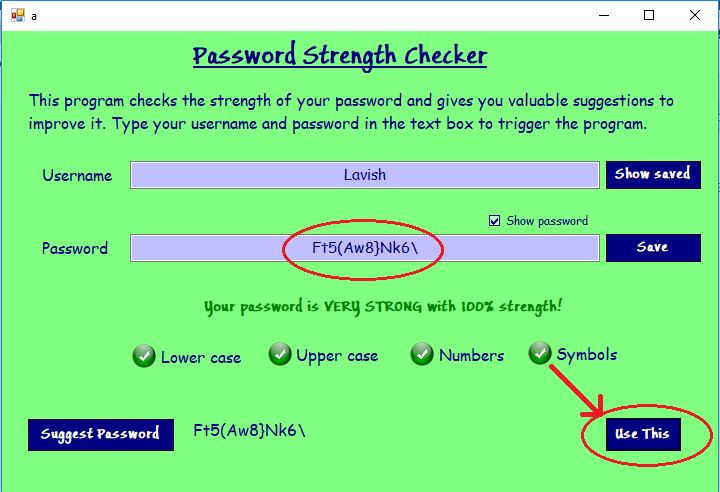 a
Password Strength Checker
This program checks the strength of your password and gives you valuable suggestions to
improve it. Type your username and password in the text box to trigger the program.
Username Lavish Show saved
Show password
Password Ft5(Aw8}Nk6\ Save
Your password is VERY STRONG with 100% strength!
Lower case Upper case Numbers Symbols
Suggest Password Ft5(Aw8}Nk6\ Use This